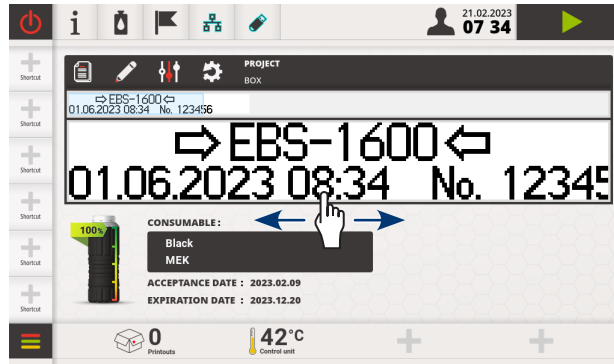 21.02.2023
07 34
Shortcut
PROJECT
BOX
Shortcut
⇨EBS-1600⇦
01.06.2023 08:34 No. 123456
Shortcut
⇨EBS-1600⇦
01.06.2023 08:34 No. 12345
Shortcut
100%
CONSUMABLE :
Black
MEK
Shortcut
ACCEPTANCE DATE : 2023.02.09
EXPIRATION DATE : 2023.12.20
Shortcut
0
Printouts
42°C
Control unit